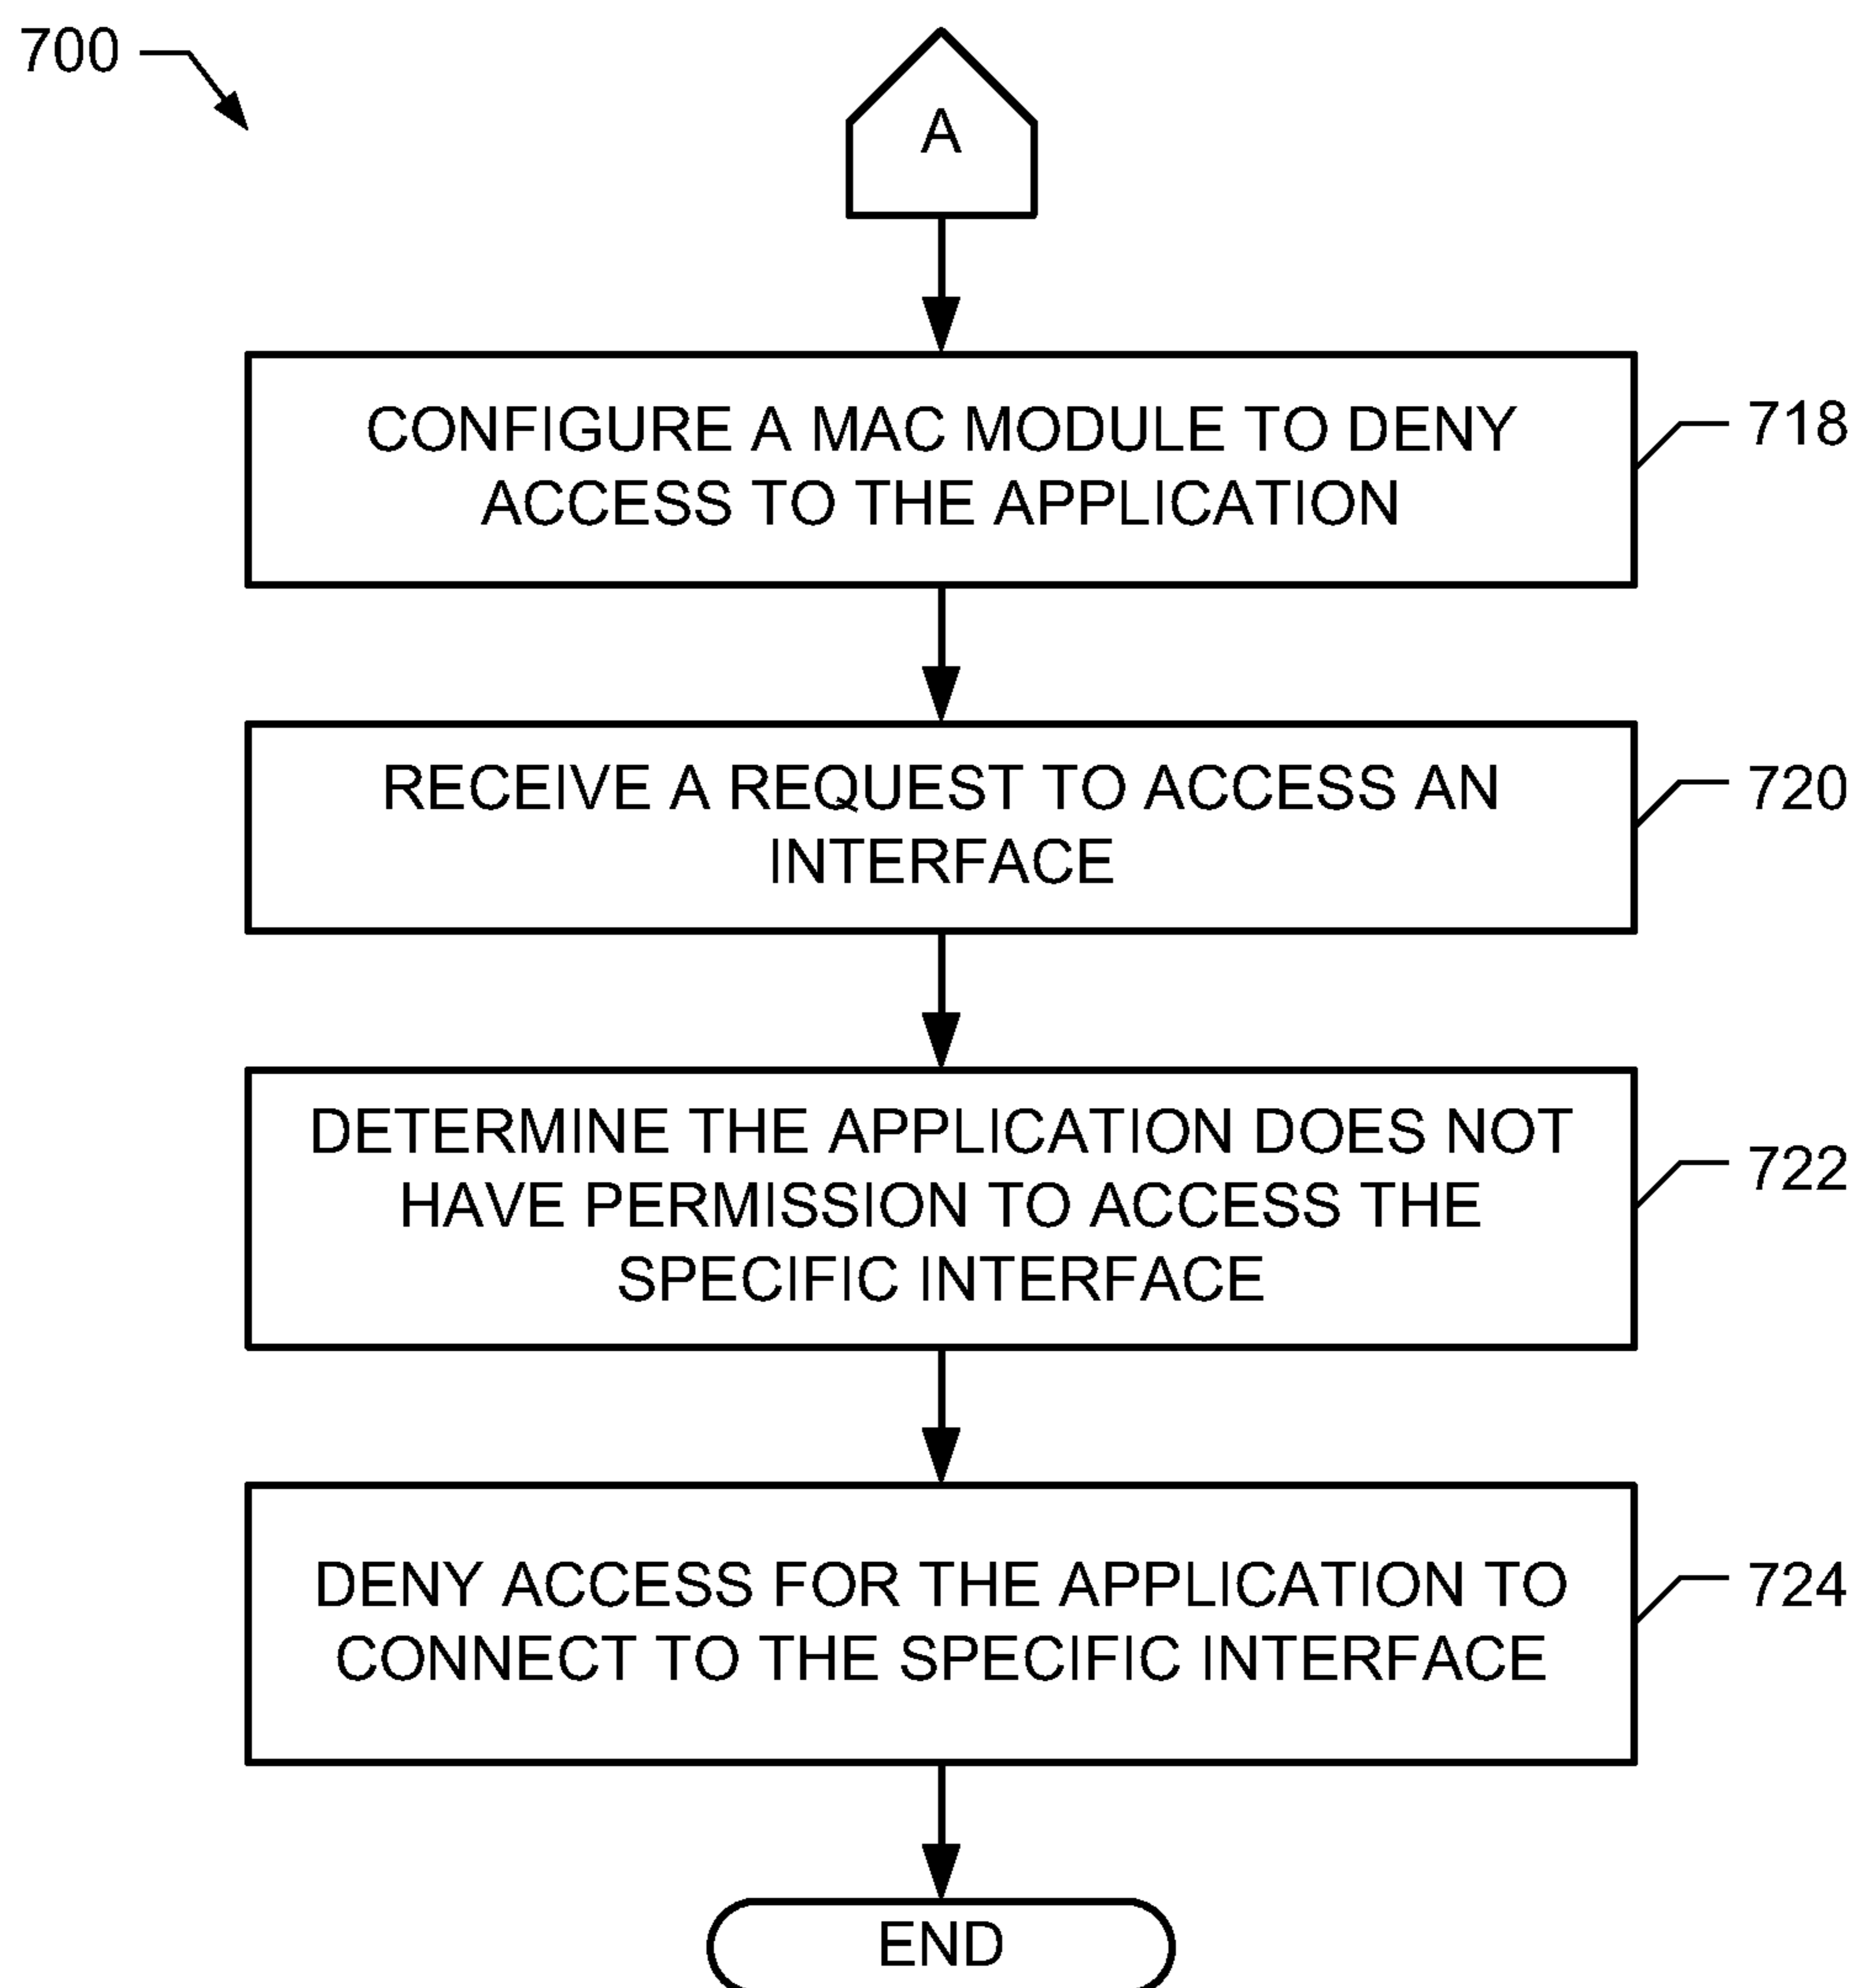 700
A
CONFIGURE A MAC MODULE TO DENY
ACCESS TO THE APPLICATION
718
RECEIVE A REQUEST TO ACCESS AN
INTERFACE
720
DETERMINE THE APPLICATION DOES NOT
HAVE PERMISSION TO ACCESS THE
SPECIFIC INTERFACE
722
DENY ACCESS FOR THE APPLICATION TO
CONNECT TO THE SPECIFIC INTERFACE
724
END